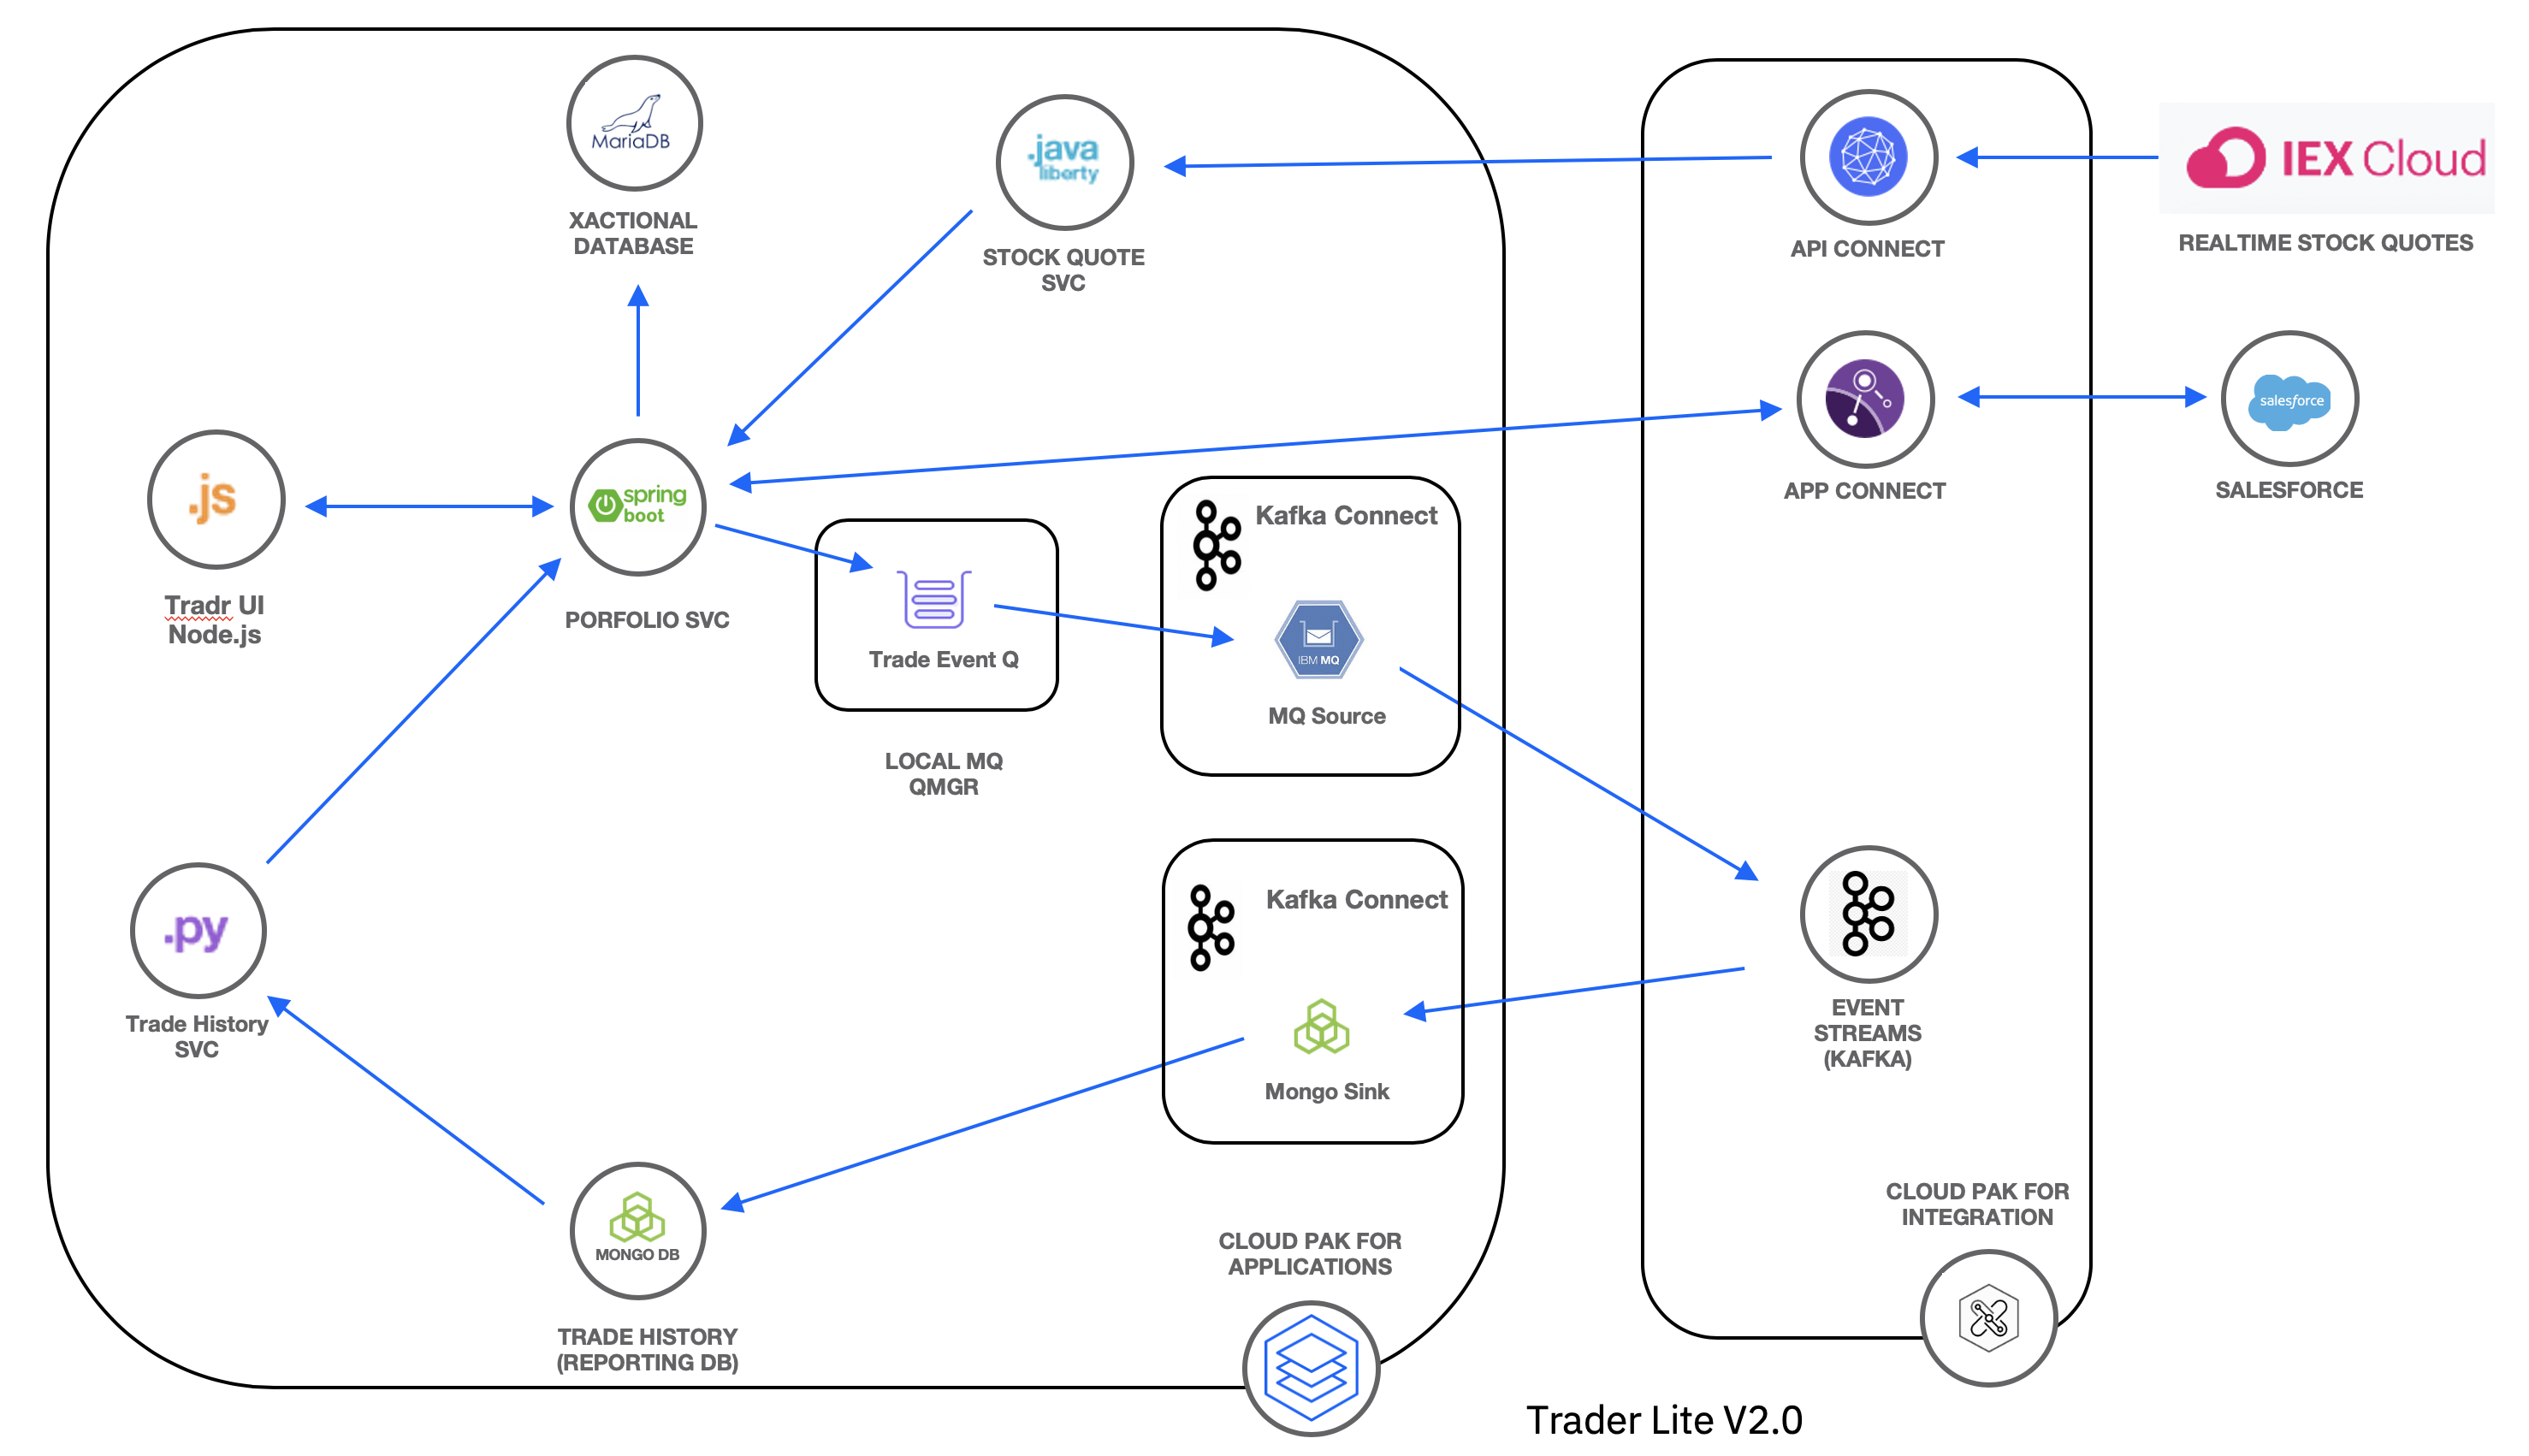 MariaDB
XACTIONAL
DATABASE
.java
liberty
STOCK QUOTE
SVC
API CONNECT
IEX Cloud
REALTIME STOCK QUOTES
.js
Tradr UI
Node.js
spring
boot
PORFOLIO SVC
APP CONNECT
salesforce
SALESFORCE
Trade Event Q
LOCAL MQ
QMGR
Kafka Connect
IBM MQ
MQ Source
.py
Trade History
SVC
Kafka Connect
Mongo Sink
EVENT
STREAMS
(KAFKA)
MONGO DB
TRADE HISTORY
(REPORTING DB)
CLOUD PAK FOR
APPLICATIONS
CLOUD PAK FOR
INTEGRATION
Trader Lite V2.0